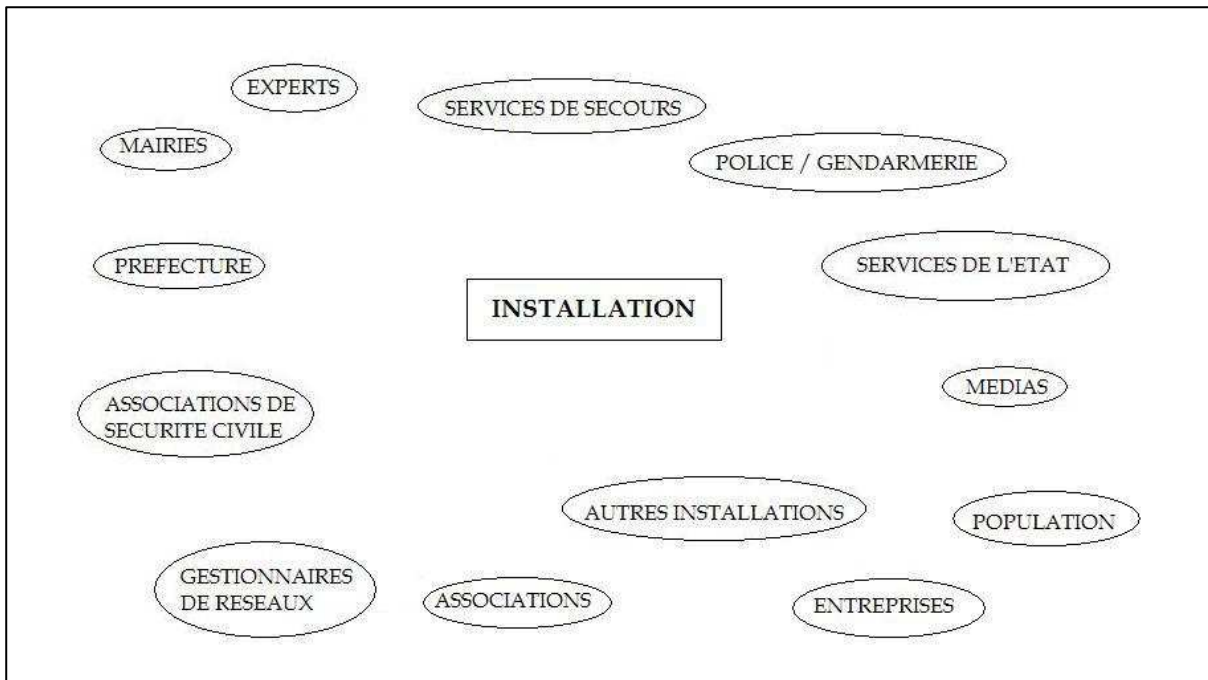 EXPERTS
SERVICES DE SECOURS
MAIRIES
POLICE / GENDARMERIE
PREFECTURE
SERVICES DE L'ETAT
INSTALLATION
MEDIAS
ASSOCIATIONS DE
SECURITE CIVILE
AUTRES INSTALLATIONS
POPULATION
GESTIONNAIRES
DE RESEAUX
ASSOCIATIONS
ENTREPRISES